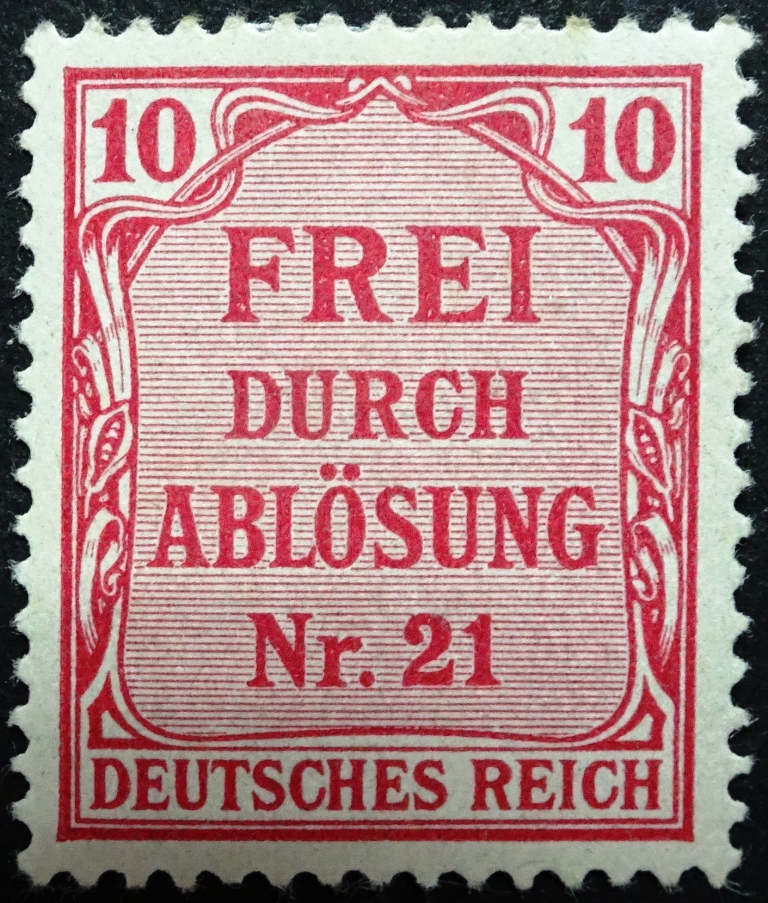 10 10
FREI
DURCH
ABLÖSUNG
Nr. 21
DEUTSCHES REICH